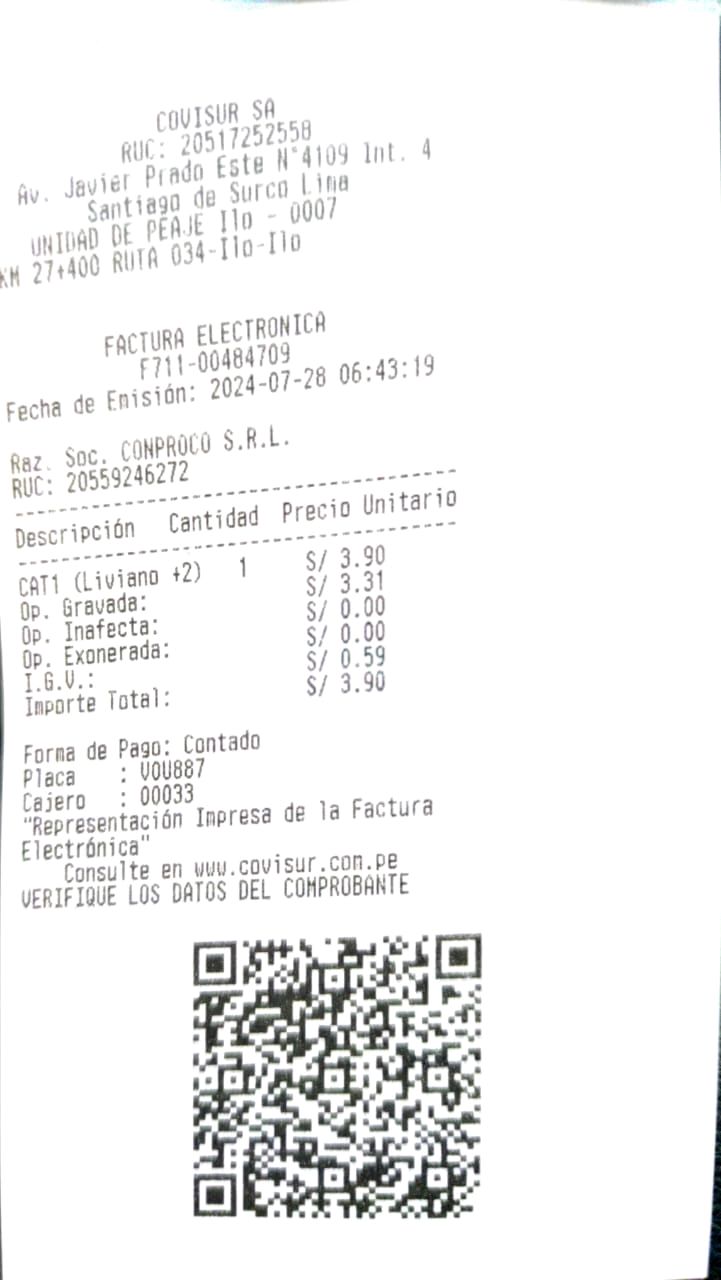 COVISUR SA
RUC: 20517252558
Av. Javier Prado Este N°4109 Int. 4
Santiago de Surco Lima
UNIDAD DE PEAJE Ilo - 0007
KM 27+400 RUTA 034-Ilo-Ilo
FACTURA ELECTRONICA
F711-00484709
Fecha de Emisión: 2024-07-28 06:43:19
Raz. Soc. CONPROCO S.R.L.
RUC: 20559246272
Descripción Cantidad Precio Unitario
CAT1 (Liviano +2) 1 S/ 3.90
Op. Gravada: S/ 3.31
Op. Inafecta: S/ 0.00
Op. Exonerada: S/ 0.00
I.G.V.: S/ 0.59
Importe Total: S/ 3.90
Forma de Pago: Contado
Placa : V0U887
Cajero : 00033
"Representación Impresa de la Factura
Electrónica"
Consulte en www.covisur.com.pe
VERIFIQUE LOS DATOS DEL COMPROBANTE